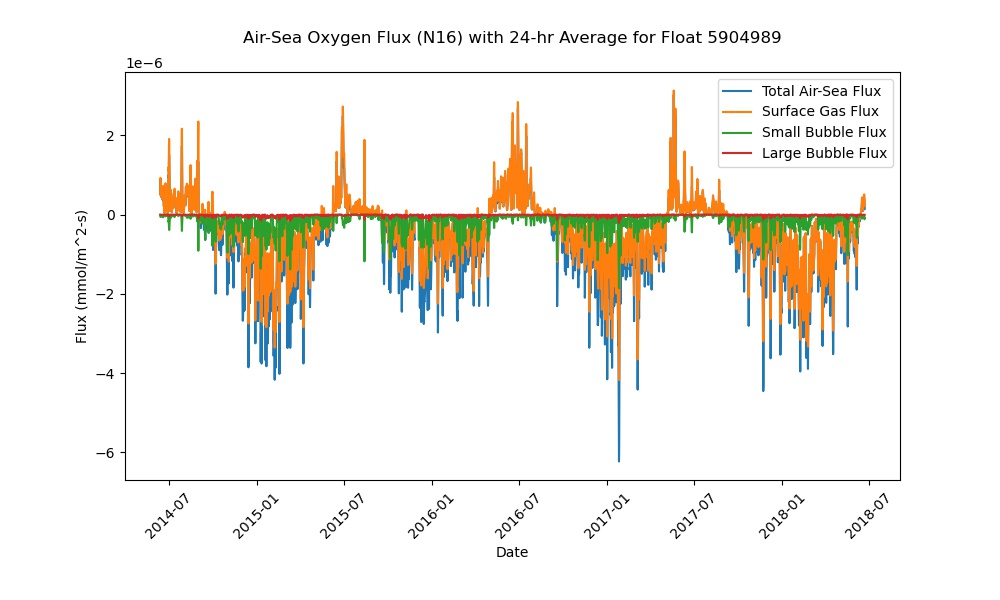 Air-Sea Oxygen Flux (N16) with 24-hr Average for Float 5904989
1e−6
Total Air-Sea Flux
Surface Gas Flux
Small Bubble Flux
Large Bubble Flux
2
0
−2
−4
−6
Flux (mmol/m^2-s)
2014-07
2015-01
2015-07
2016-01
2016-07
2017-01
2017-07
2018-01
2018-07
Date